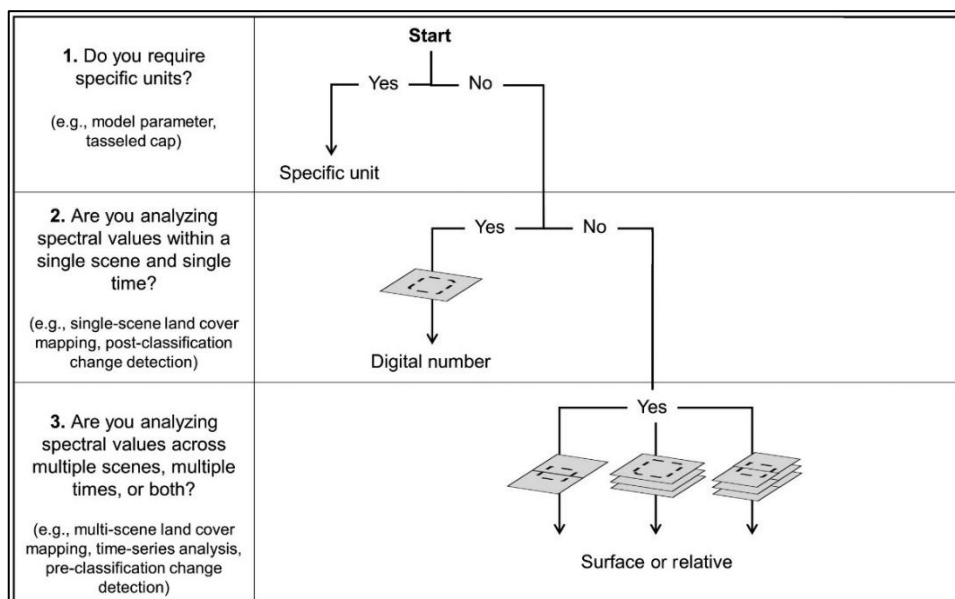 1. Do you require
specific units?
(e.g., model parameter,
tasseled cap)
Start
Yes
No
Specific unit
2. Are you analyzing
spectral values within a
single scene and single
time?
(e.g., single-scene land cover
mapping, post-classification
change detection)
Yes
No
Digital number
3. Are you analyzing
spectral values across
multiple scenes, multiple
times, or both?
(e.g., multi-scene land cover
mapping, time-series analysis,
pre-classification change
detection)
Yes
Surface or relative